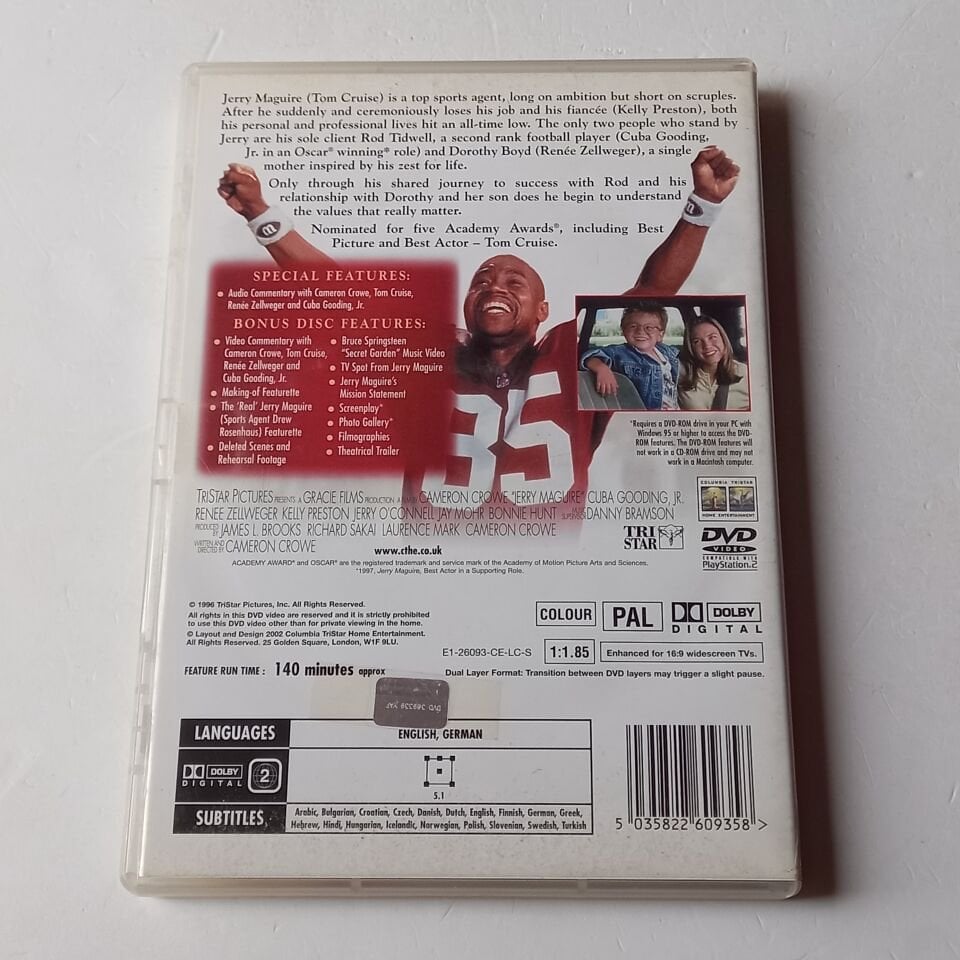 Jerry Maguire (Tom Cruise) is a top sports agent, long on ambition but short on scruples.
After he suddenly and ceremoniously loses his job and his fiancée (Kelly Preston), both
his personal and professional lives hit an all-time low. The only two people who stand by
Jerry are his sole client Rod Tidwell, a second rank football player (Cuba Gooding,
Jr. in an Oscar® winning* role) and Dorothy Boyd (Renée Zellweger), a single
mother inspired by his zest for life.
Only through his shared journey to success with Rod and his
relationship with Dorothy and her son does he begin to understand
the values that really matter.
Nominated for five Academy Awards®, including Best
Picture and Best Actor – Tom Cruise.
SPECIAL FEATURES:
● Audio Commentary with Cameron Crowe, Tom Cruise,
Renée Zellweger and Cuba Gooding, Jr.
BONUS DISC FEATURES:
● Video Commentary with
Cameron Crowe, Tom Cruise,
Renée Zellweger and
Cuba Gooding, Jr.
● Making-of Featurette
● The 'Real' Jerry Maguire
(Sports Agent Drew
Rosenhaus) Featurette
● Deleted Scenes and
Rehearsal Footage
● Bruce Springsteen
"Secret Garden" Music Video
● TV Spot From Jerry Maguire
● Jerry Maguire's
Mission Statement
● Screenplay*
● Photo Gallery*
● Filmographies
● Theatrical Trailer
85
*Requires a DVD-ROM drive in your PC with
Windows 95 or higher to access the DVD-
ROM features. The DVD-ROM features will
not work in a CD-ROM drive and may not
work in a Macintosh computer.
TRISTAR PICTURES PRESENTS A GRACIE FILMS PRODUCTION A FILM BY CAMERON CROWE "JERRY MAGUIRE" CUBA GOODING, JR.
RENEE ZELLWEGER KELLY PRESTON JERRY O'CONNELL JAY MOHR BONNIE HUNT MUSIC SUPERVISOR DANNY BRAMSON
PRODUCED BY JAMES L. BROOKS RICHARD SAKAI LAURENCE MARK CAMERON CROWE
WRITTEN AND DIRECTED BY CAMERON CROWE
www.cthe.co.uk
TRI
STAR
COLUMBIA TRISTAR
HOME ENTERTAINMENT
DVD
VIDEO
COMPATIBLE WITH
PlayStation.2
ACADEMY AWARD® and OSCAR® are the registered trademark and service mark of the Academy of Motion Picture Arts and Sciences.
*1997, Jerry Maguire, Best Actor in a Supporting Role.
© 1996 TriStar Pictures, Inc. All Rights Reserved.
All rights in this DVD video are reserved and it is strictly prohibited
to use this DVD video other than for private viewing in the home.
© Layout and Design 2002 Columbia TriStar Home Entertainment.
All Rights Reserved. 25 Golden Square, London, W1F 9LU.
COLOUR PAL DOLBY
DIGITAL
E1-26093-CE-LC-S 1:1.85 Enhanced for 16:9 widescreen TVs.
FEATURE RUN TIME : 140 minutes approx
Dual Layer Format: Transition between DVD layers may trigger a slight pause.
LANGUAGES ENGLISH, GERMAN
DOLBY
DIGITAL
2
5.1
SUBTITLES
Arabic, Bulgarian, Croatian, Czech, Danish, Dutch, English, Finnish, German, Greek,
Hebrew, Hindi, Hungarian, Icelandic, Norwegian, Polish, Slovenian, Swedish, Turkish
5 035822 609358 >